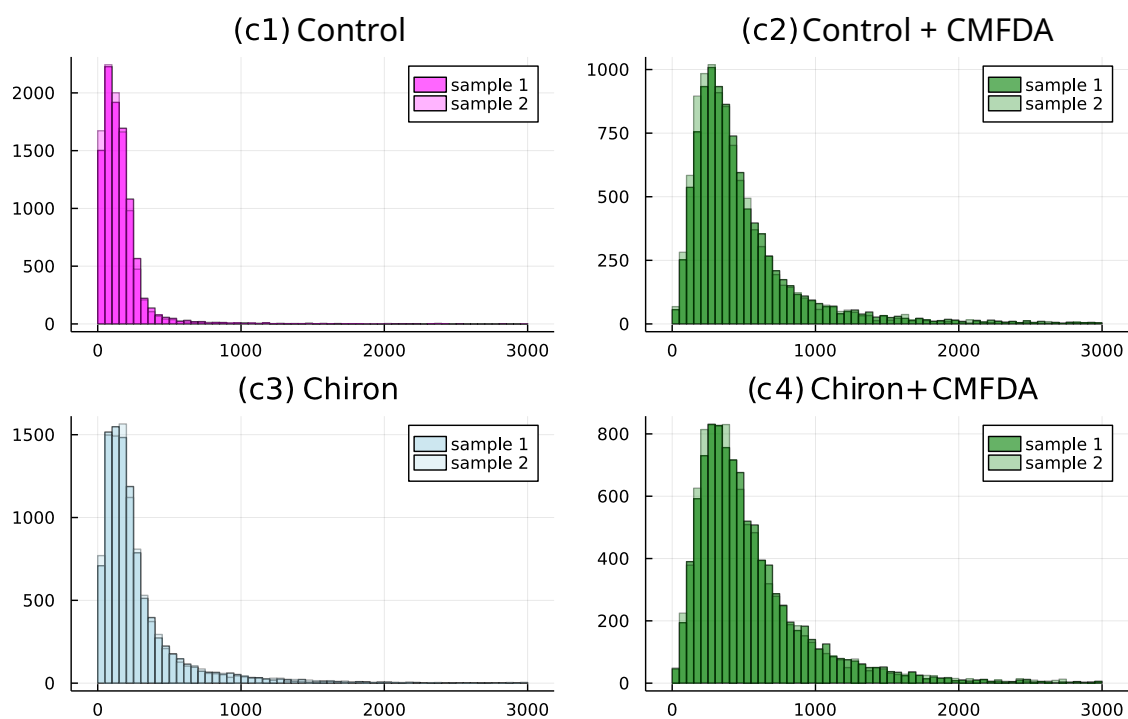 (c1) Control
2000
1500
1000
500
0
0 1000 2000 3000
sample 1
sample 2
(c2) Control + CMFDA
1000
750
500
250
0
0 1000 2000 3000
sample 1
sample 2
(c3) Chiron
1500
1000
500
0
0 1000 2000 3000
sample 1
sample 2
(c4) Chiron+CMFDA
800
600
400
200
0
0 1000 2000 3000
sample 1
sample 2